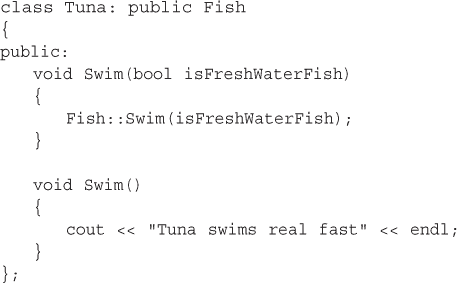 class Tuna: public Fish
{
public:
    void Swim(bool isFreshWaterFish)
    {
        Fish::Swim(isFreshWaterFish);
    }

    void Swim()
    {
        cout << "Tuna swims real fast" << endl;
    }
};